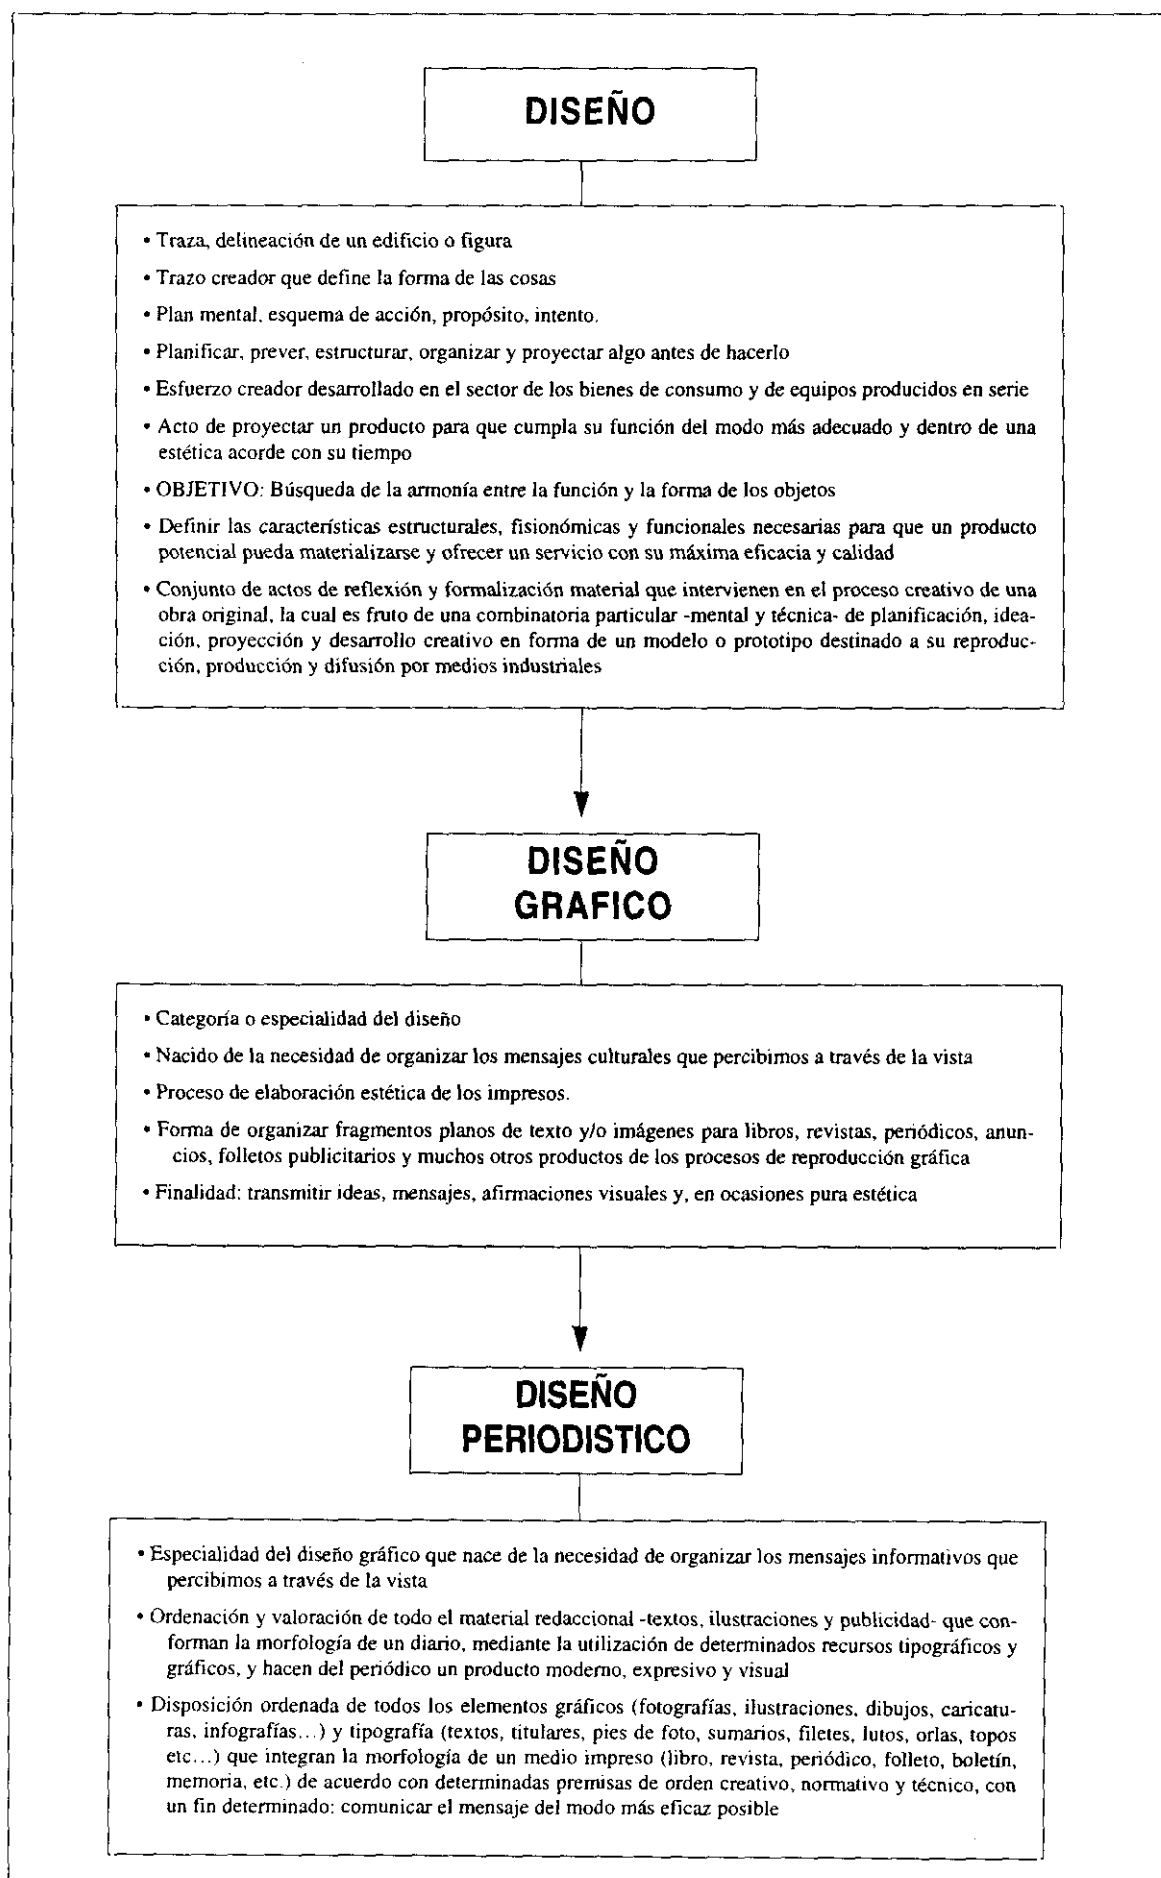 DISEÑO
• Traza, delineación de un edificio o figura
• Trazo creador que define la forma de las cosas
• Plan mental, esquema de acción, propósito, intento.
• Planificar, prever, estructurar, organizar y proyectar algo antes de hacerlo
• Esfuerzo creador desarrollado en el sector de los bienes de consumo y de equipos producidos en serie
• Acto de proyectar un producto para que cumpla su función del modo más adecuado y dentro de una
estética acorde con su tiempo
• OBJETIVO: Búsqueda de la armonía entre la función y la forma de los objetos
• Definir las características estructurales, fisionómicas y funcionales necesarias para que un producto
potencial pueda materializarse y ofrecer un servicio con su máxima eficacia y calidad
• Conjunto de actos de reflexión y formalización material que intervienen en el proceso creativo de una
obra original, la cual es fruto de una combinatoria particular -mental y técnica- de planificación, idea-
ción, proyección y desarrollo creativo en forma de un modelo o prototipo destinado a su reproduc-
ción, producción y difusión por medios industriales
DISEÑO
GRAFICO
• Categoría o especialidad del diseño
• Nacido de la necesidad de organizar los mensajes culturales que percibimos a través de la vista
• Proceso de elaboración estética de los impresos.
• Forma de organizar fragmentos planos de texto y/o imágenes para libros, revistas, periódicos, anun-
cios, folletos publicitarios y muchos otros productos de los procesos de reproducción gráfica
• Finalidad: transmitir ideas, mensajes, afirmaciones visuales y, en ocasiones pura estética
DISEÑO
PERIODISTICO
• Especialidad del diseño gráfico que nace de la necesidad de organizar los mensajes informativos que
percibimos a través de la vista
• Ordenación y valoración de todo el material redaccional -textos, ilustraciones y publicidad- que con-
forman la morfología de un diario, mediante la utilización de determinados recursos tipográficos y
gráficos, y hacen del periódico un producto moderno, expresivo y visual
• Disposición ordenada de todos los elementos gráficos (fotografías, ilustraciones, dibujos, caricatu-
ras, infografías...) y tipografía (textos, titulares, pies de foto, sumarios, filetes, lutos, orlas, topos
etc...) que integran la morfología de un medio impreso (libro, revista, periódico, folleto, boletín,
memoria, etc.) de acuerdo con determinadas premisas de orden creativo, normativo y técnico, con
un fin determinado: comunicar el mensaje del modo más eficaz posible